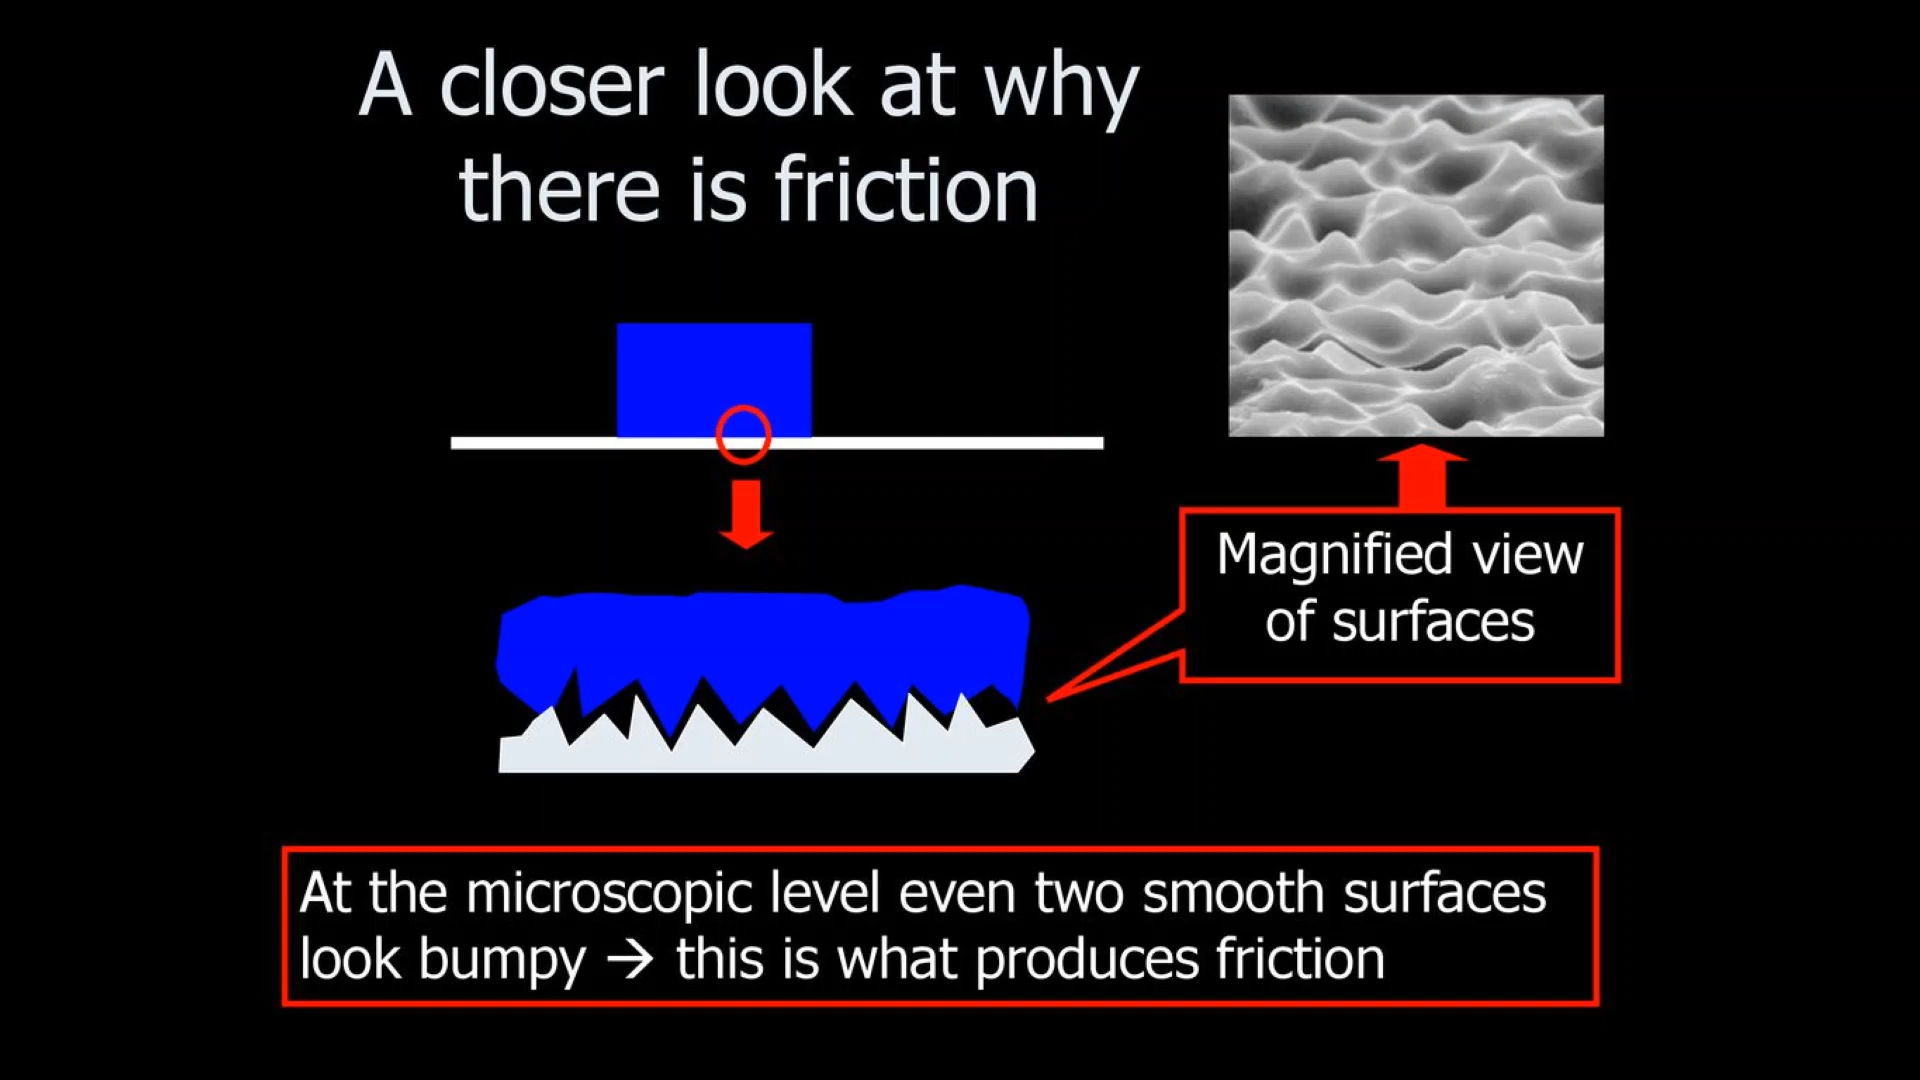 A closer look at why
there is friction
Magnified view
of surfaces
At the microscopic level even two smooth surfaces
look bumpy → this is what produces friction